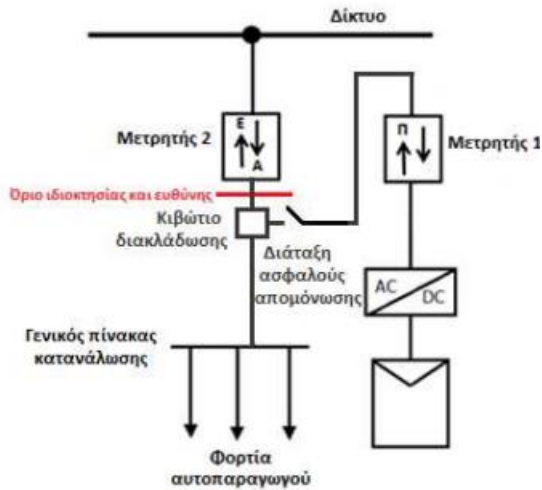 Δίκτυο
Μετρητής 2
Ε
Α
Π
Μετρητής 1
Όριο ιδιοκτησίας και ευθύνης
Κιβώτιο
διακλάδωσης
Διάταξη
ασφαλούς
απομόνωσης
AC
DC
Γενικός πίνακας
κατανάλωσης
Φορτία
αυτοπαραγωγού